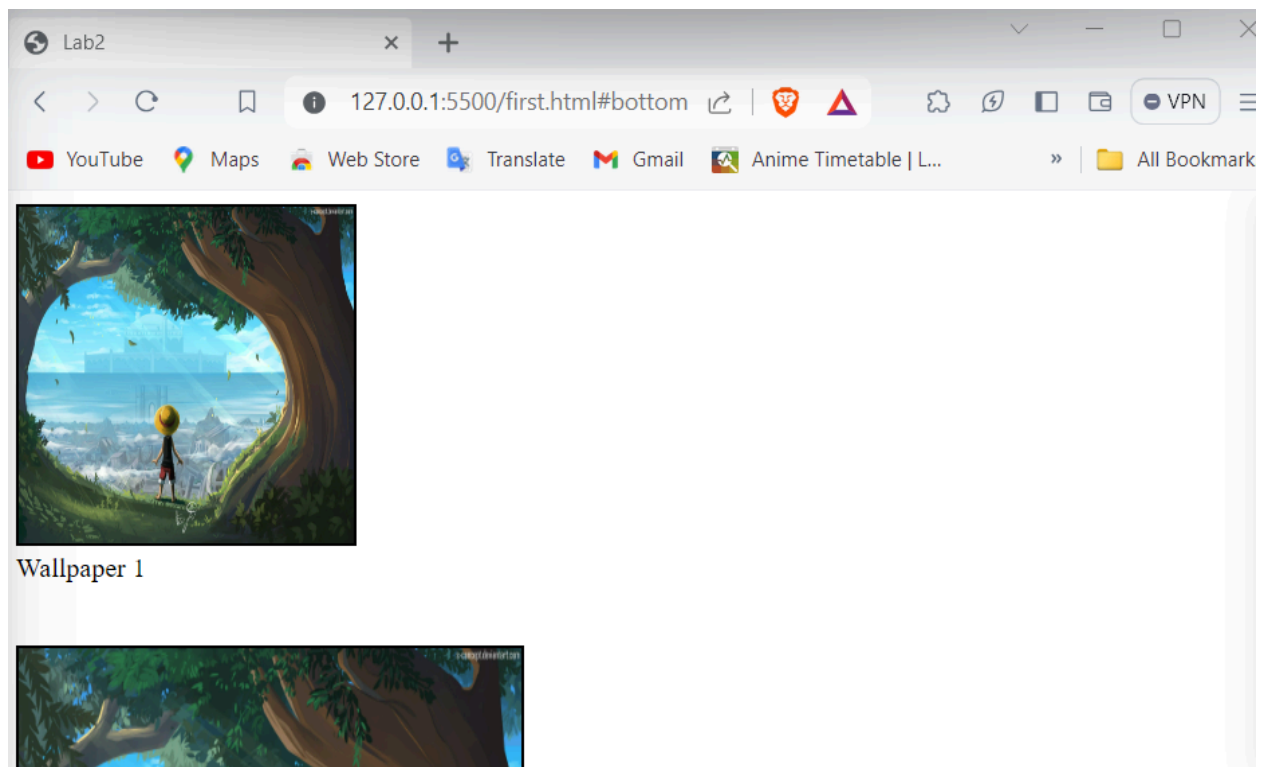 Lab2
127.0.0.1:5500/first.html#bottom VPN
YouTube Maps Web Store Translate Gmail Anime Timetable | L... » All Bookmark
Wallpaper 1